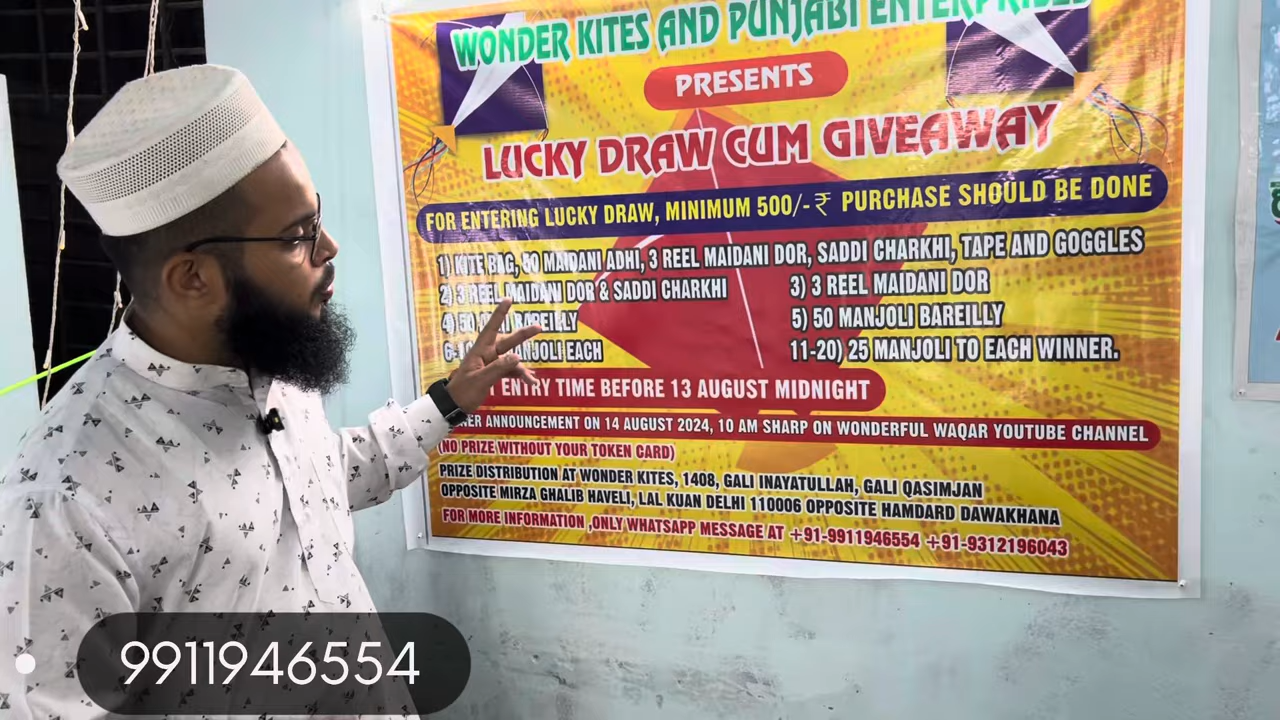 WONDER KITES AND PUNJABI ENTERPRISES
PRESENTS
LUCKY DRAW CUM GIVEAWAY
FOR ENTERING LUCKY DRAW, MINIMUM 500/-₹ PURCHASE SHOULD BE DONE
1) KITE BAG, 50 MAIDANI ADHI, 3 REEL MAIDANI DOR, SADDI CHARKHI, TAPE AND GOGGLES
2) 3 REEL MAIDANI DOR & SADDI CHARKHI
3) 3 REEL MAIDANI DOR
4) 50 BAREILLY
5) 50 MANJOLI BAREILLY
MANJOLI EACH
11-20) 25 MANJOLI TO EACH WINNER.
ENTRY TIME BEFORE 13 AUGUST MIDNIGHT
ANNOUNCEMENT ON 14 AUGUST 2024, 10 AM SHARP ON WONDERFUL WAQAR YOUTUBE CHANNEL
(NO PRIZE WITHOUT YOUR TOKEN CARD)
PRIZE DISTRIBUTION AT WONDER KITES, 1408, GALI INAYATULLAH, GALI QASIMJAN
OPPOSITE MIRZA GHALIB HAVELI, LAL KUAN DELHI 110006 OPPOSITE HAMDARD DAWAKHANA
FOR MORE INFORMATION ,ONLY WHATSAPP MESSAGE AT +91-9911946554 +91-9312196043
9911946554